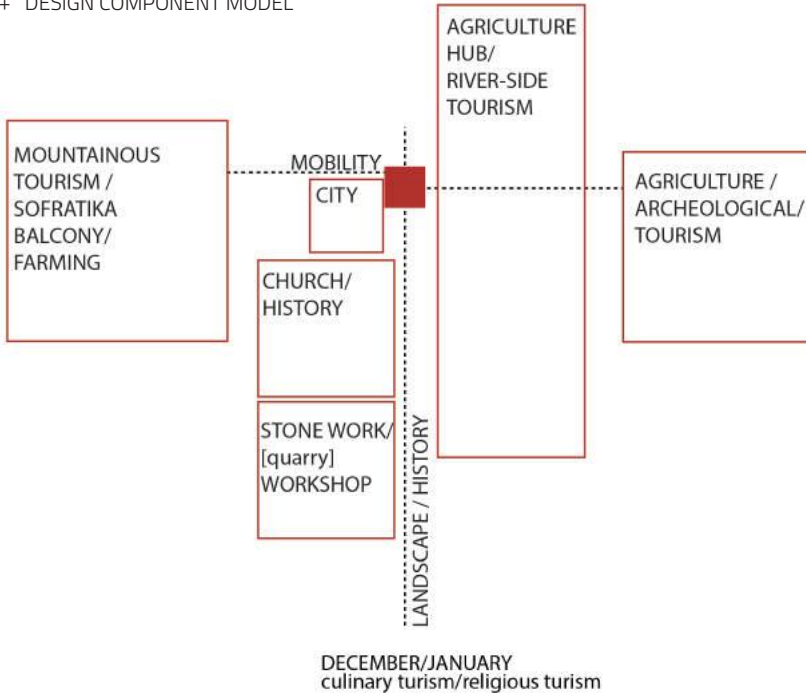 + DESIGN COMPONENT MODEL
AGRICULTURE
HUB/
RIVER-SIDE
TOURISM
MOUNTAINOUS
TOURISM /
SOFRATIKA
BALCONY/
FARMING
MOBILITY
CITY
AGRICULTURE /
ARCHEOLOGICAL/
TOURISM
CHURCH/
HISTORY
STONE WORK/
[quarry]
WORKSHOP
LANDSCAPE / HISTORY
DECEMBER/JANUARY
culinary turism/religious turism